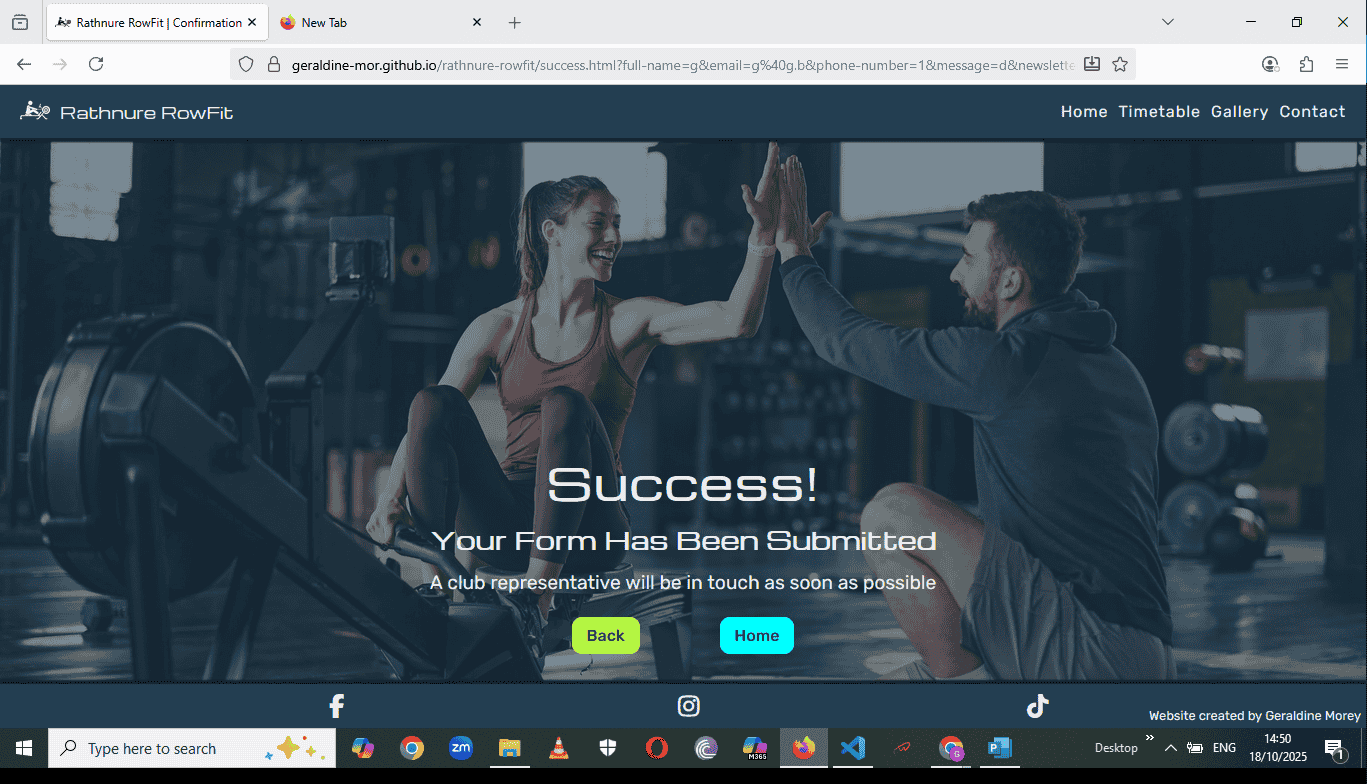 Rathnure RowFit | Confirmation
New Tab
geraldine-mor.github.io/rathnure-rowfit/success.html?full-name=g&email=g%40g.b&phone-number=1&message=d&newslette
Rathnure RowFit
Home Timetable Gallery Contact
Success!
Your Form Has Been Submitted
A club representative will be in touch as soon as possible
Back Home
Website created by Geraldine Morey
Type here to search
zm
M365
G
P
Desktop
ENG
14:50
18/10/2025
1